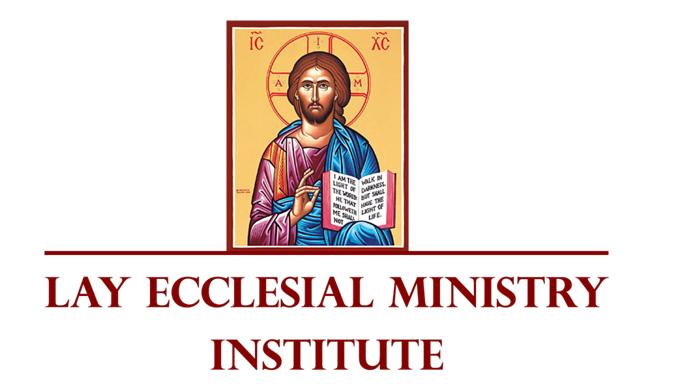 IC XC
A M
I AM THE
LIGHT OF
THE WORLD
HE THAT
FOLLOWETH
ME SHALL
NOT
WALK IN
DARKNESS,
BUT SHALL
HAVE THE
LIGHT OF
LIFE.
LAY ECCLESIAL MINISTRY
INSTITUTE